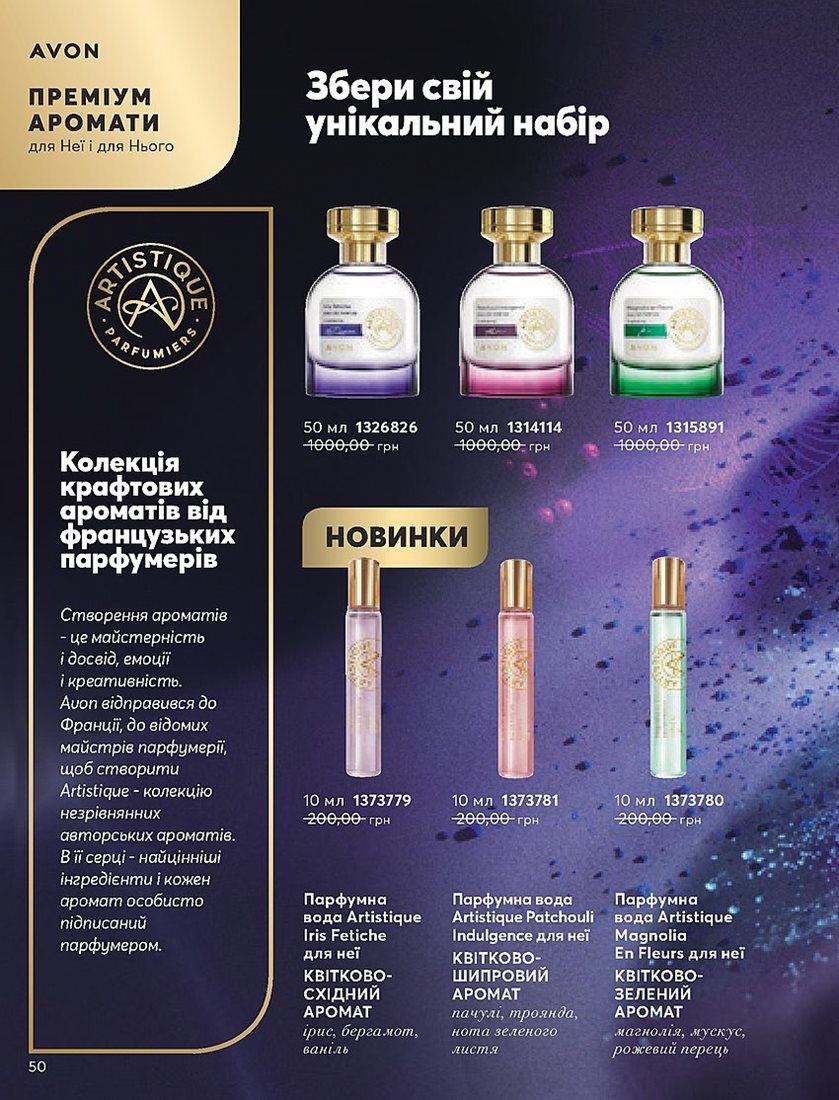 AVON
ПРЕМІУМ
АРОМАТИ
для Неї і для Нього
Збери свій
унікальний набір
ARTISTIQUE
PARFUMIERS
Колекція
крафтових
ароматів від
французьких
парфумерів
Створення ароматів
- це майстерність
і досвід, емоції
і креативність.
Avon відправився до
Франції, до відомих
майстрів парфумерії,
щоб створити
Artistique - колекцію
незрівнянних
авторських ароматів.
В її серці - найцінніші
інгредієнти і кожен
аромат особисто
підписаний
парфумером.
AVON
AVON
AVON
50 мл 1326826
1000,00 грн
50 мл 1314114
1000,00 грн
50 мл 1315891
1000,00 грн
НОВИНКИ
10 мл 1373779
200,00 грн
10 мл 1373781
200,00 грн
10 мл 1373780
200,00 грн
Парфумна
вода Artistique
Iris Fetiche
для неї
КВІТКОВО-
СХІДНИЙ
АРОМАТ
ірис, бергамот,
ваніль
Парфумна вода
Artistique Patchouli
Indulgence для неї
КВІТКОВО-
ШИПРОВИЙ
АРОМАТ
пачулі, троянда,
нота зеленого
листя
Парфумна
вода Artistique
Magnolia
En Fleurs для неї
КВІТКОВО-
ЗЕЛЕНИЙ
АРОМАТ
магнолія, мускус,
рожевий перець
50